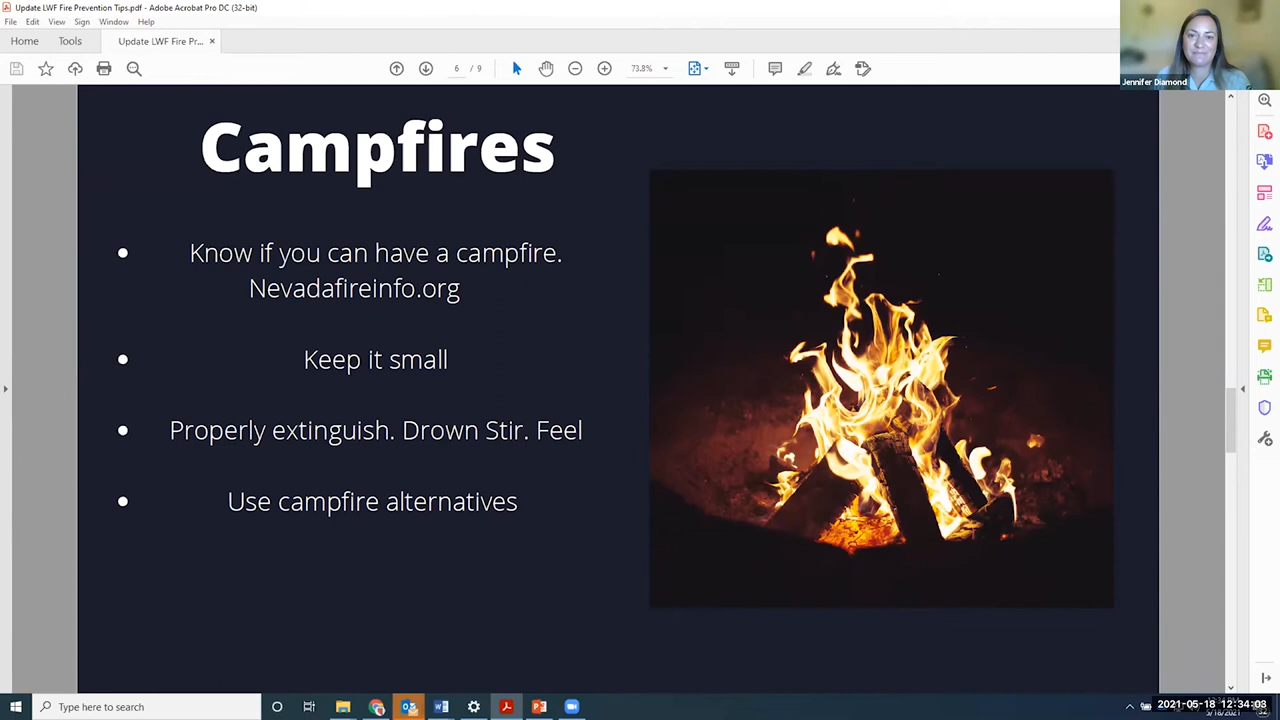 Update LWF Fire Prevention Tips.pdf - Adobe Acrobat Pro DC (32-bit)
File Edit View Sign Window Help
Home Tools Update LWF Fire Pr... ×
6 / 9 73.8%
Jennifer Diamond
Campfires
Know if you can have a campfire.
Nevadafireinfo.org
Keep it small
Properly extinguish. Drown Stir. Feel
Use campfire alternatives
Type here to search
2021-05-18 12:34:03